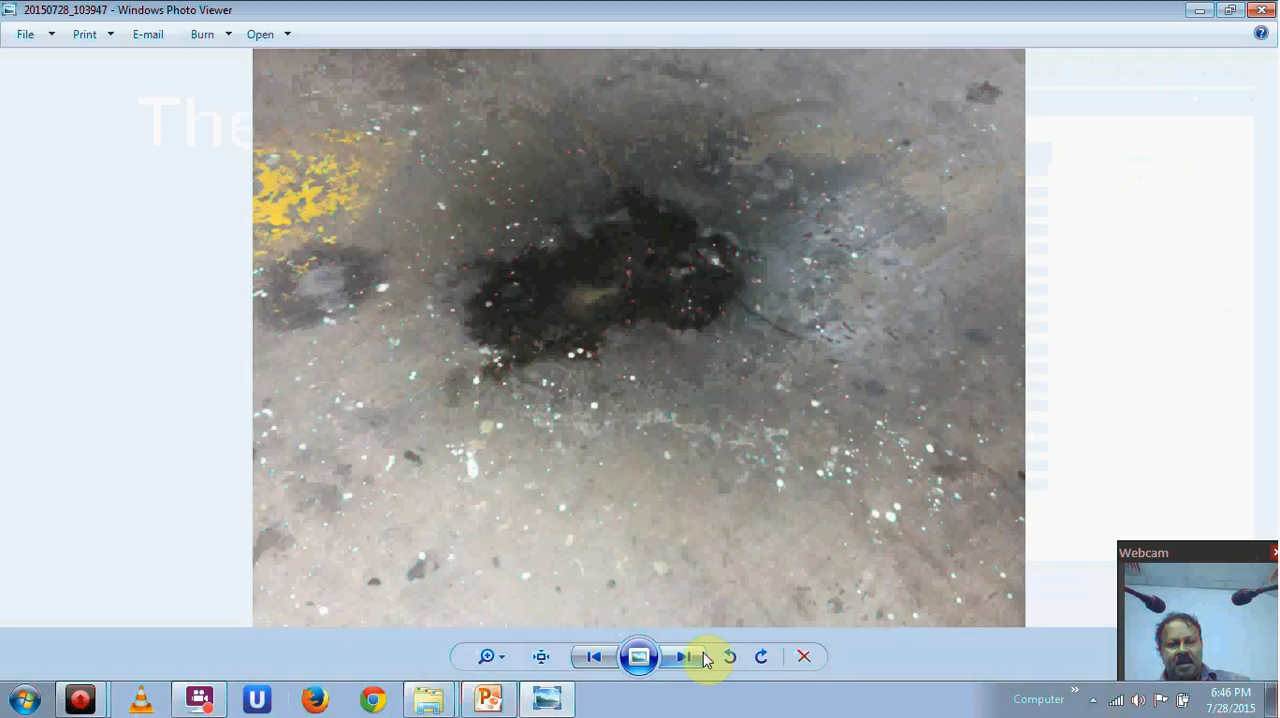 20150728_103947 - Windows Photo Viewer
File Print E-mail Burn Open
The
Webcam
Computer
6:46 PM
7/28/2015